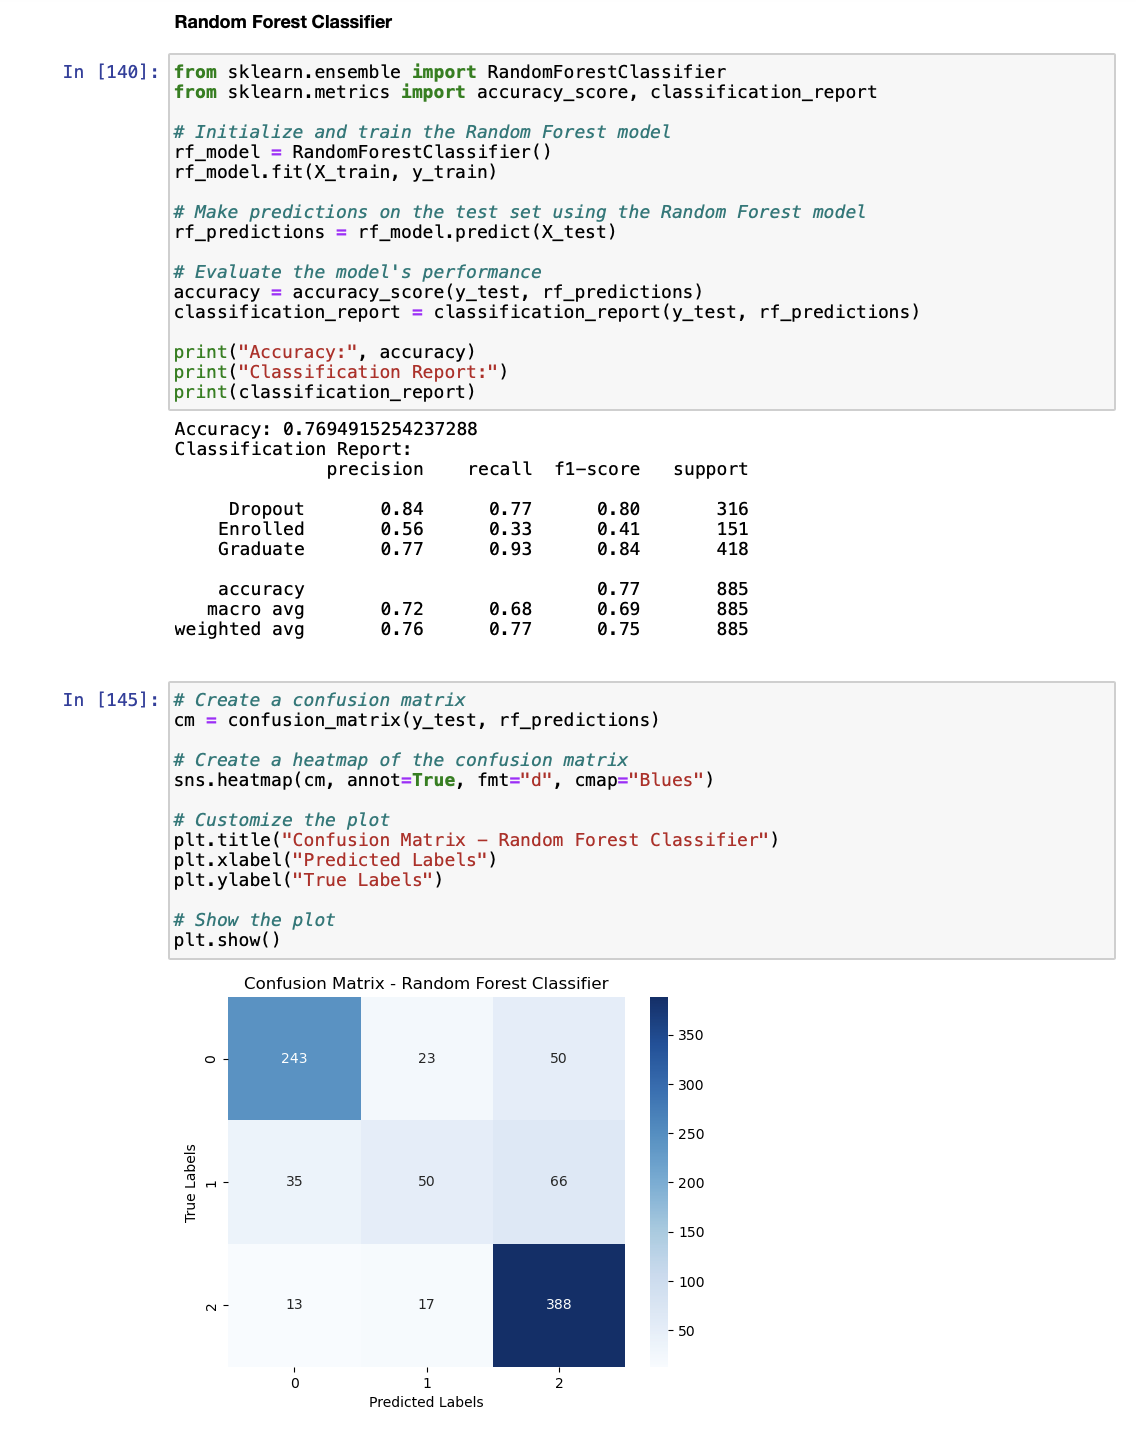 Random Forest Classifier
In [140]: from sklearn.ensemble import RandomForestClassifier
from sklearn.metrics import accuracy_score, classification_report
# Initialize and train the Random Forest model
rf_model = RandomForestClassifier()
rf_model.fit(X_train, y_train)
# Make predictions on the test set using the Random Forest model
rf_predictions = rf_model.predict(X_test)
# Evaluate the model's performance
accuracy = accuracy_score(y_test, rf_predictions)
classification_report = classification_report(y_test, rf_predictions)
print("Accuracy:", accuracy)
print("Classification Report:")
print(classification_report)
Accuracy: 0.7694915254237288
Classification Report:
precision recall f1-score support
Dropout 0.84 0.77 0.80 316
Enrolled 0.56 0.33 0.41 151
Graduate 0.77 0.93 0.84 418
accuracy 0.77 885
macro avg 0.72 0.68 0.69 885
weighted avg 0.76 0.77 0.75 885
In [145]: # Create a confusion matrix
cm = confusion_matrix(y_test, rf_predictions)
# Create a heatmap of the confusion matrix
sns.heatmap(cm, annot=True, fmt="d", cmap="Blues")
# Customize the plot
plt.title("Confusion Matrix - Random Forest Classifier")
plt.xlabel("Predicted Labels")
plt.ylabel("True Labels")
# Show the plot
plt.show()
Confusion Matrix - Random Forest Classifier
0 243 23 50
1 35 50 66
2 13 17 388
0 1 2
True Labels
Predicted Labels
350
300
250
200
150
100
50